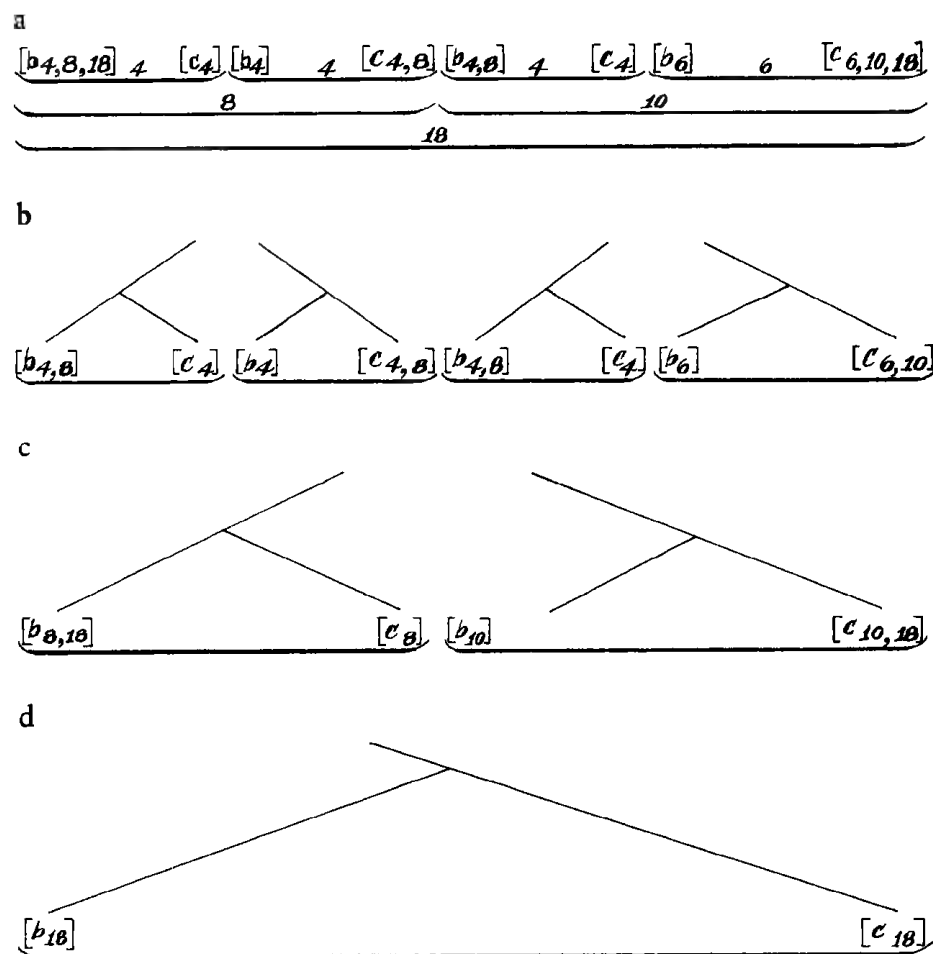 a
[b4,8,18] 4 [c4] [b4] 4 [c4,8] [b4,8] 4 [c4] [b6] 6 [c6,10,18]
8 10
18
b
[b4,8] [c4] [b4] [c4,8] [b4,8] [c4] [b6] [c6,10]
c
[b8,18] [c8] [b10] [c10,18]
d
[b18] [c18]